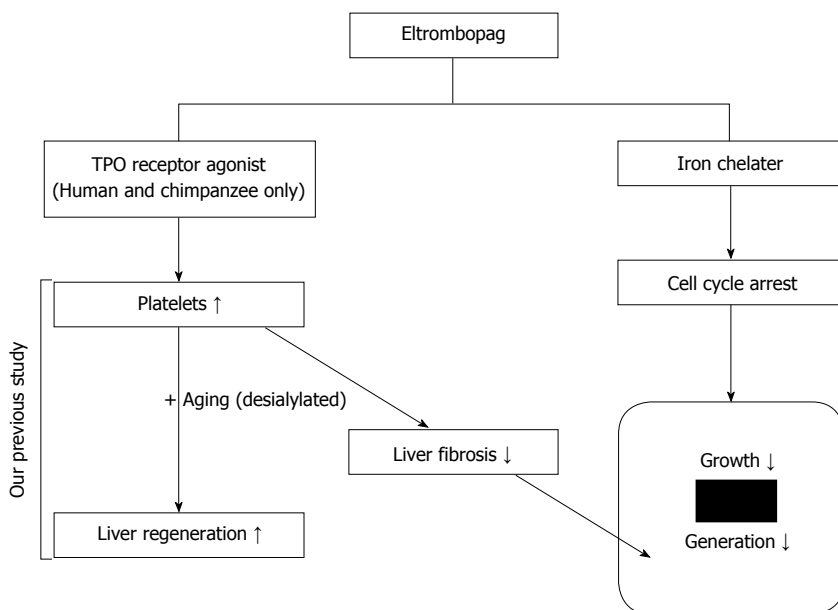 Eltrombopag
TPO receptor agonist
(Human and chimpanzee only)
Iron chelater
Platelets ↑
Cell cycle arrest
Our previous study
+ Aging (desialylated)
Liver fibrosis ↓
Growth ↓
Generation ↓
Liver regeneration ↑